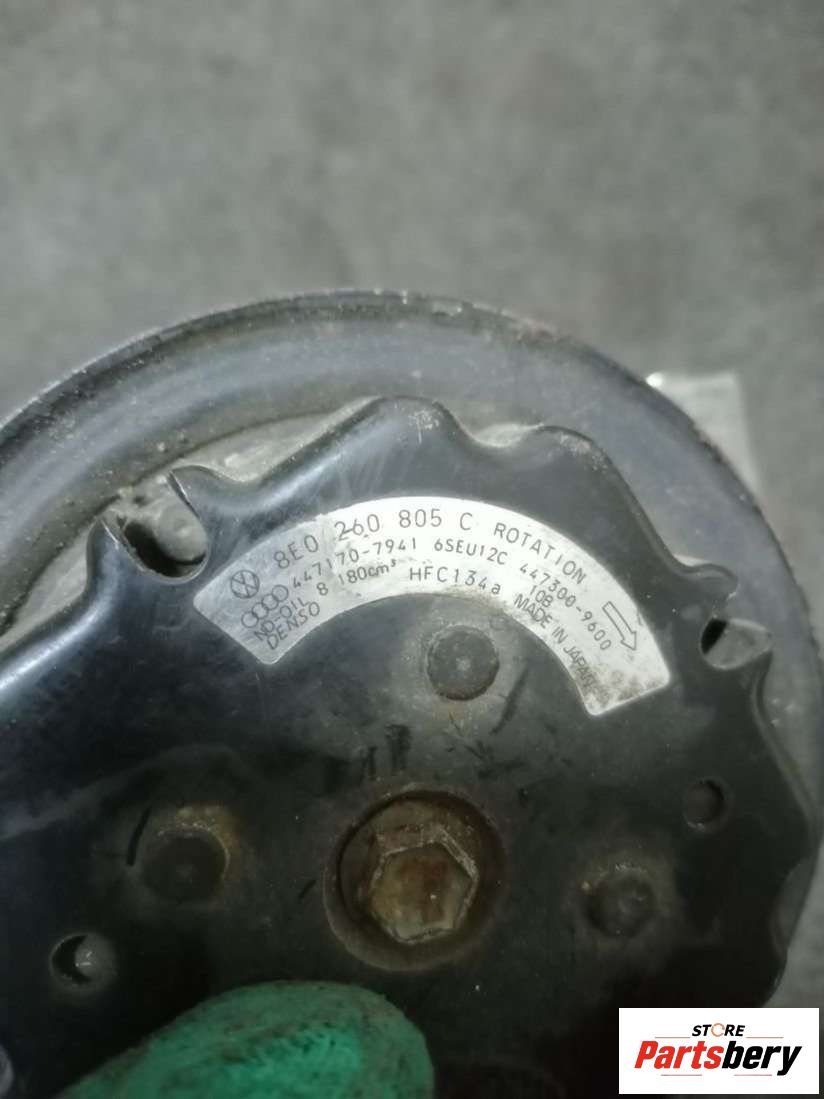 8E0 260 805 C ROTATION
447170-7941 6SEU12C 447300-9600
ND-OIL 8 180cm³ HFC134a 10B
DENSO MADE IN JAPAN
STORE
Partsbery